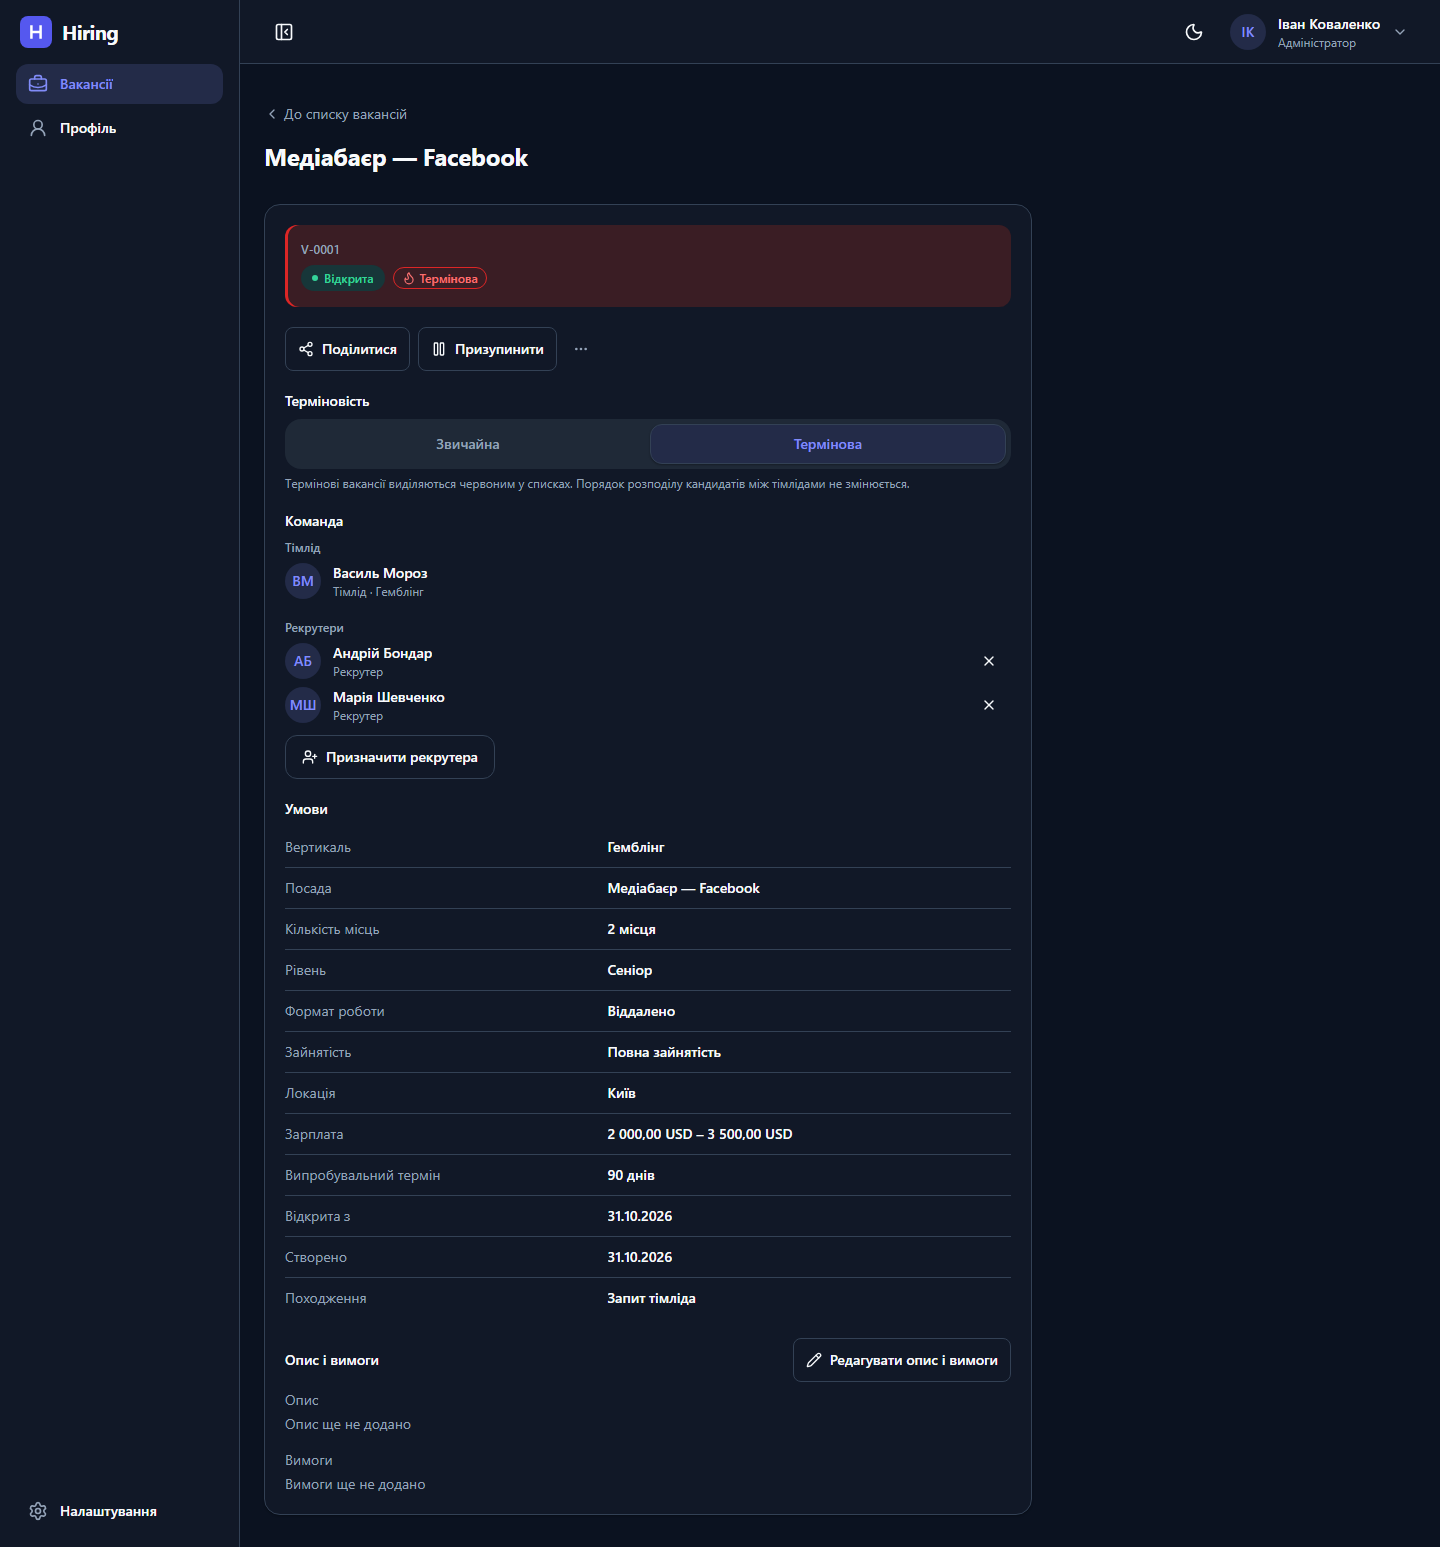 H Hiring
Вакансії
Профіль
Налаштування
ІК
Іван Коваленко
Адміністратор
До списку вакансій
Медіабаєр — Facebook
V-0001
Відкрита
Термінова
Поділитися
Призупинити
Терміновість
Звичайна
Термінова
Термінові вакансії виділяються червоним у списках. Порядок розподілу кандидатів між тімлідами не змінюється.
Команда
Тімлід
ВМ
Василь Мороз
Тімлід · Гемблінг
Рекрутери
АБ
Андрій Бондар
Рекрутер
МШ
Марія Шевченко
Рекрутер
Призначити рекрутера
Умови
Вертикаль Гемблінг
Посада Медіабаєр — Facebook
Кількість місць 2 місця
Рівень Сеніор
Формат роботи Віддалено
Зайнятість Повна зайнятість
Локація Київ
Зарплата 2 000,00 USD – 3 500,00 USD
Випробувальний термін 90 днів
Відкрита з 31.10.2026
Створено 31.10.2026
Походження Запит тімліда
Опис і вимоги
Редагувати опис і вимоги
Опис
Опис ще не додано
Вимоги
Вимоги ще не додано